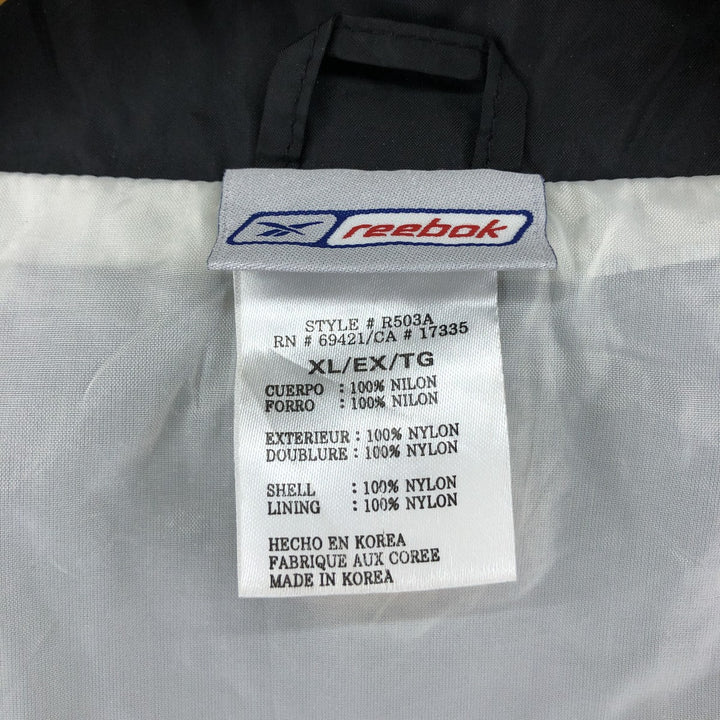 reebok
STYLE # R503A
RN # 69421/CA # 17335
XL/EX/TG
CUERPO : 100% NILON
FORRO : 100% NILON
EXTERIEUR : 100% NYLON
DOUBLURE : 100% NYLON
SHELL : 100% NYLON
LINING : 100% NYLON
HECHO EN KOREA
FABRIQUE AUX COREE
MADE IN KOREA